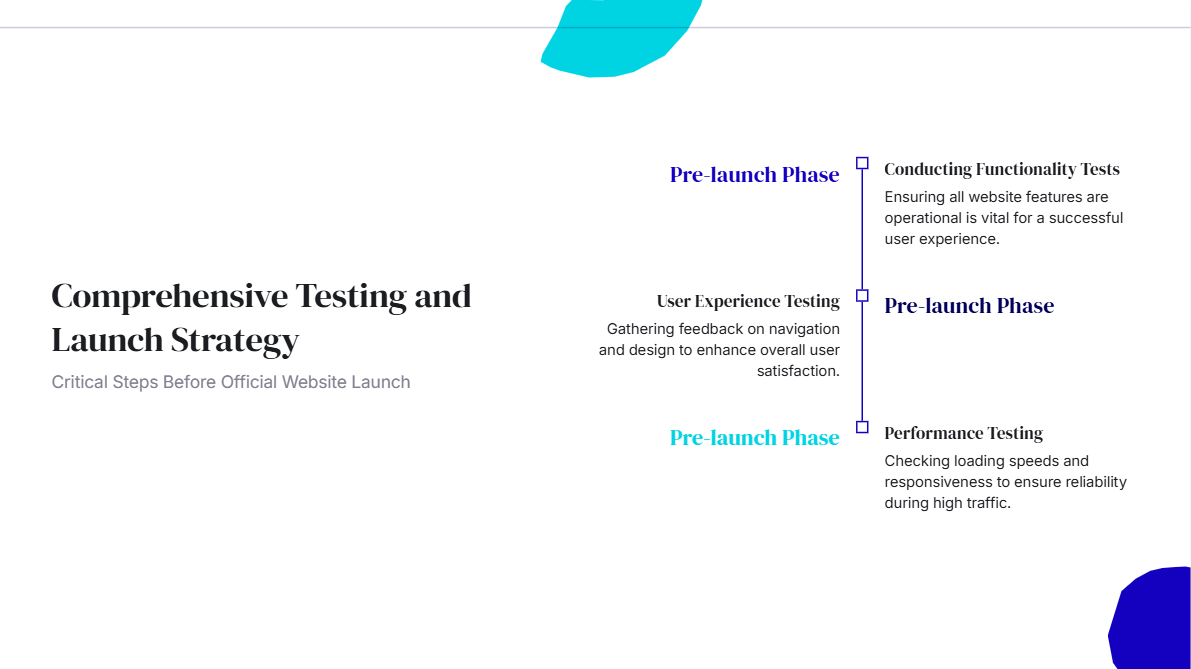 Comprehensive Testing and
Launch Strategy
Critical Steps Before Official Website Launch
Pre-launch Phase
Conducting Functionality Tests
Ensuring all website features are
operational is vital for a successful
user experience.
Pre-launch Phase
User Experience Testing
Gathering feedback on navigation
and design to enhance overall user
satisfaction.
Pre-launch Phase
Performance Testing
Checking loading speeds and
responsiveness to ensure reliability
during high traffic.